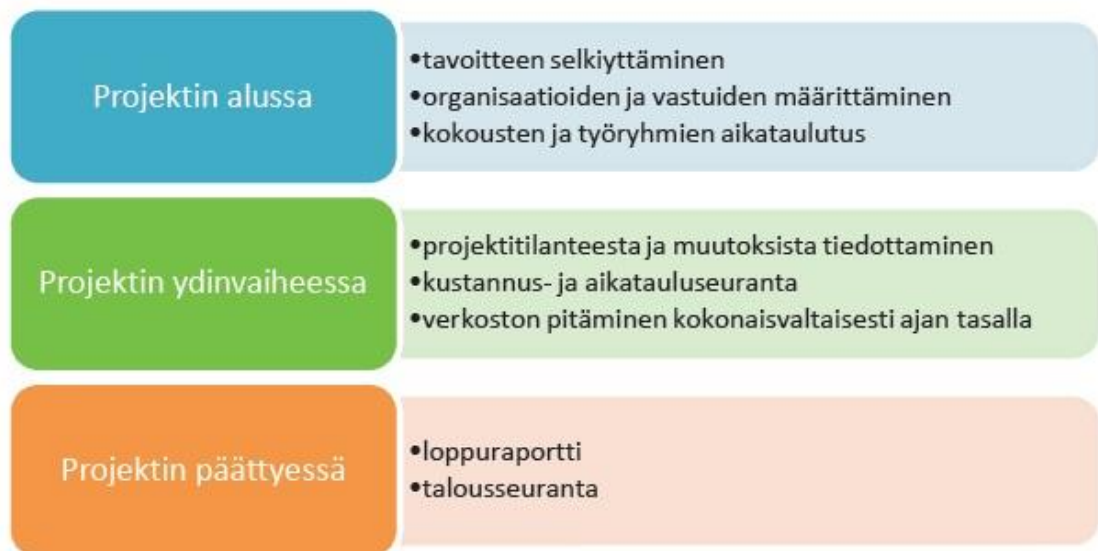 Projektin alussa
•tavoitteen selkiyttäminen
•organisaatioiden ja vastuiden määrittäminen
•kokousten ja työryhmien aikataulutus
Projektin ydinvaiheessa
•projektitilanteesta ja muutoksista tiedottaminen
•kustannus- ja aikatauluseuranta
•verkoston pitäminen kokonaisvaltaisesti ajan tasalla
Projektin päättyessä
•loppuraportti
•talousseuranta